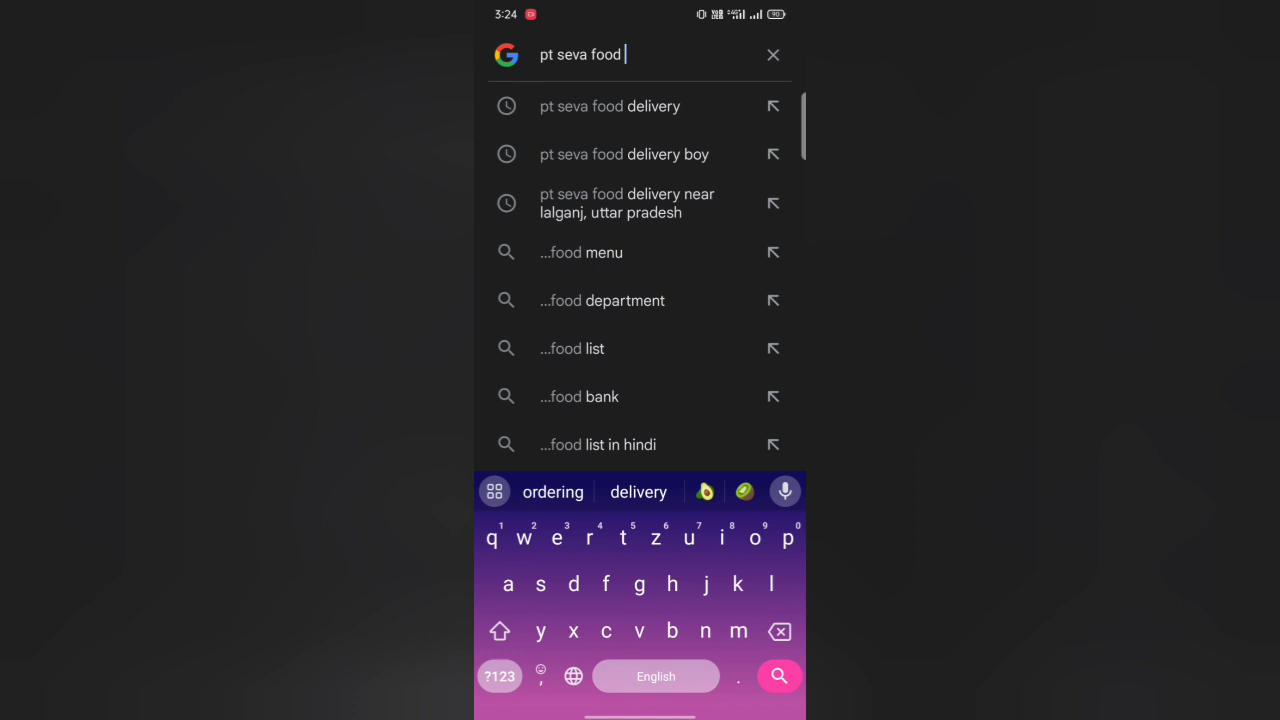 3:24
90
pt seva food
pt seva food delivery
pt seva food delivery boy
pt seva food delivery near
lalganj, uttar pradesh
...food menu
...food department
...food list
...food bank
...food list in hindi
ordering delivery
1 2 3 4 5 6 7 8 9 0
q w e r t z u i o p
a s d f g h j k l
y x c v b n m
?123 , English .